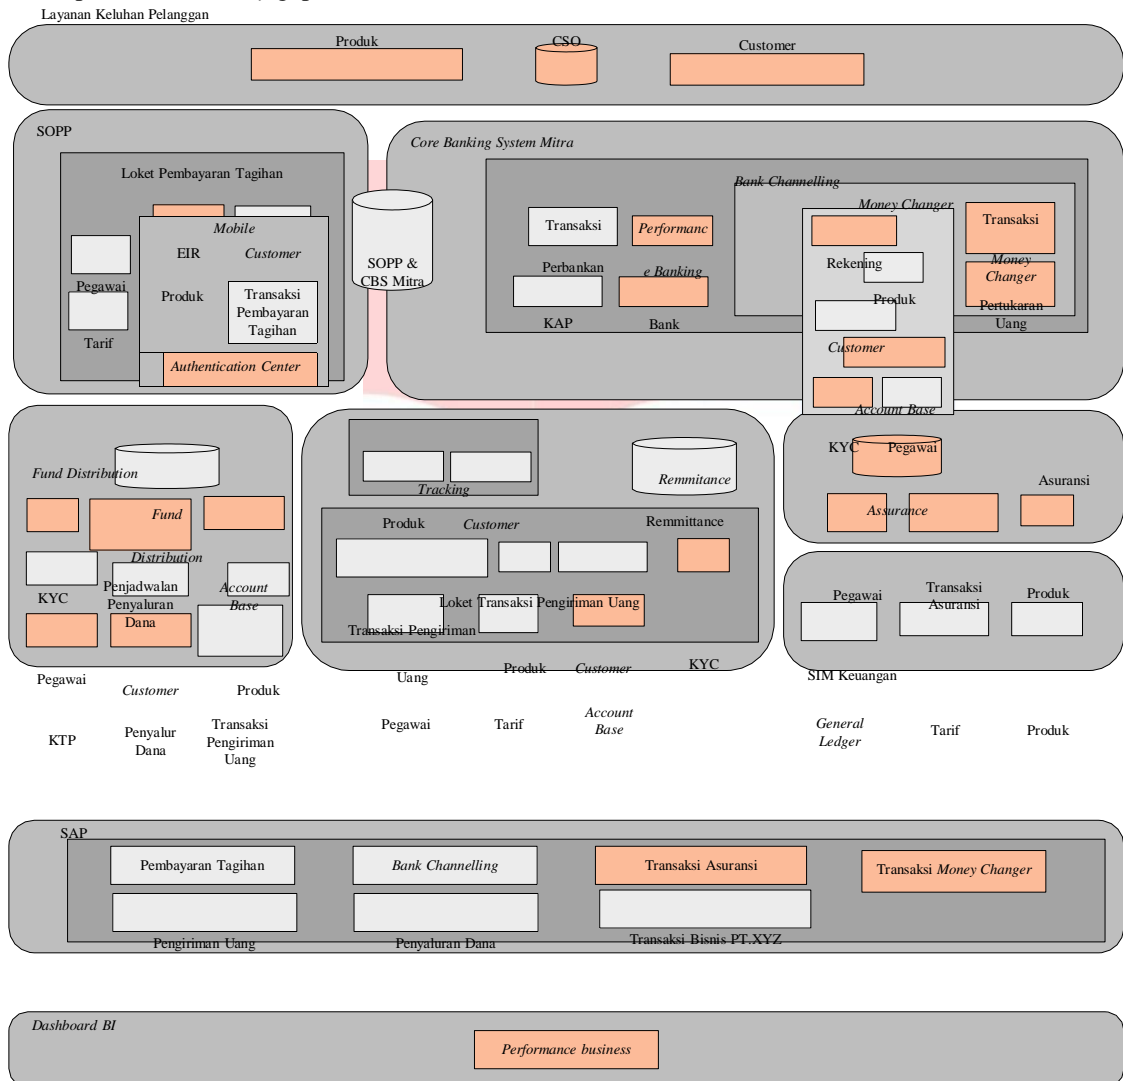 Layanan Keluhan Pelanggan
Produk
CSO
Customer
SOPP
Loket Pembayaran Tagihan
Mobile
EIR
Customer
Pegawai
Produk
Transaksi
Pembayaran
Tagihan
Tarif
Authentication Center
SOPP &
CBS Mitra
Core Banking System Mitra
Bank Channelling
Money Changer
Transaksi
Performanc
Transaksi
Perbankan
e Banking
Rekening
Money
Changer
Produk
KAP
Bank
Pertukaran
Uang
Customer
Account Base
KYC
Pegawai
Fund Distribution
Fund
Distribution
KYC
Penjadwalan
Penyaluran
Dana
Account
Base
Pegawai
Customer
Produk
KTP
Penyalur
Dana
Transaksi
Pengiriman
Uang
Tracking
Remmitance
Produk
Customer
Remmittance
Loket Transaksi Pengiriman Uang
Transaksi Pengiriman
Uang
Produk
Customer
KYC
Pegawai
Tarif
Account
Base
Asuransi
Assurance
Pegawai
Transaksi
Asuransi
Produk
SIM Keuangan
General
Ledger
Tarif
Produk
SAP
Pembayaran Tagihan
Bank Channelling
Transaksi Asuransi
Transaksi Money Changer
Pengiriman Uang
Penyaluran Dana
Transaksi Bisnis PT.XYZ
Dashboard BI
Performance business